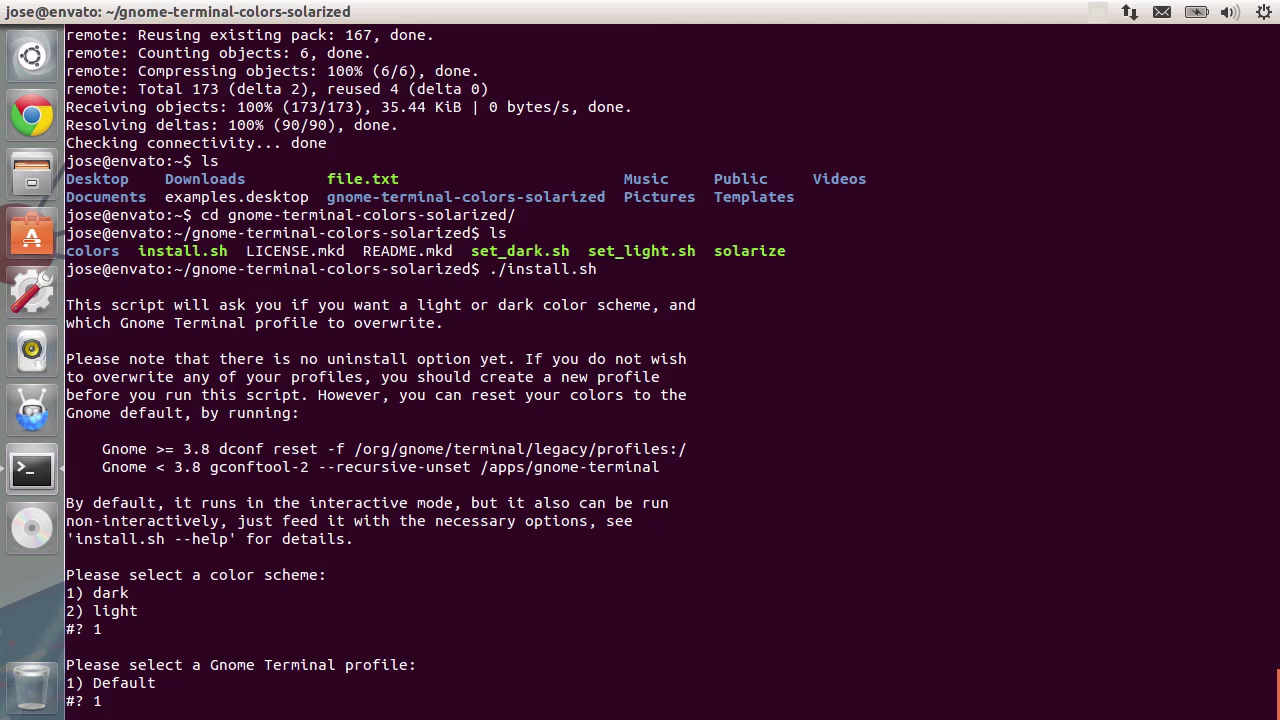 jose@envato: ~/gnome-terminal-colors-solarized
remote: Reusing existing pack: 167, done.
remote: Counting objects: 6, done.
remote: Compressing objects: 100% (6/6), done.
remote: Total 173 (delta 2), reused 4 (delta 0)
Receiving objects: 100% (173/173), 35.44 KiB | 0 bytes/s, done.
Resolving deltas: 100% (90/90), done.
Checking connectivity... done
jose@envato:~$ ls
Desktop    Downloads         file.txt                         Music     Public     Videos
Documents  examples.desktop  gnome-terminal-colors-solarized  Pictures  Templates
jose@envato:~$ cd gnome-terminal-colors-solarized/
jose@envato:~/gnome-terminal-colors-solarized$ ls
colors  install.sh  LICENSE.mkd  README.mkd  set_dark.sh  set_light.sh  solarize
jose@envato:~/gnome-terminal-colors-solarized$ ./install.sh
This script will ask you if you want a light or dark color scheme, and
which Gnome Terminal profile to overwrite.
Please note that there is no uninstall option yet. If you do not wish
to overwrite any of your profiles, you should create a new profile
before you run this script. However, you can reset your colors to the
Gnome default, by running:
    Gnome >= 3.8 dconf reset -f /org/gnome/terminal/legacy/profiles:/
    Gnome < 3.8 gconftool-2 --recursive-unset /apps/gnome-terminal
By default, it runs in the interactive mode, but it also can be run
non-interactively, just feed it with the necessary options, see
'install.sh --help' for details.
Please select a color scheme:
1) dark
2) light
#? 1
Please select a Gnome Terminal profile:
1) Default
#? 1